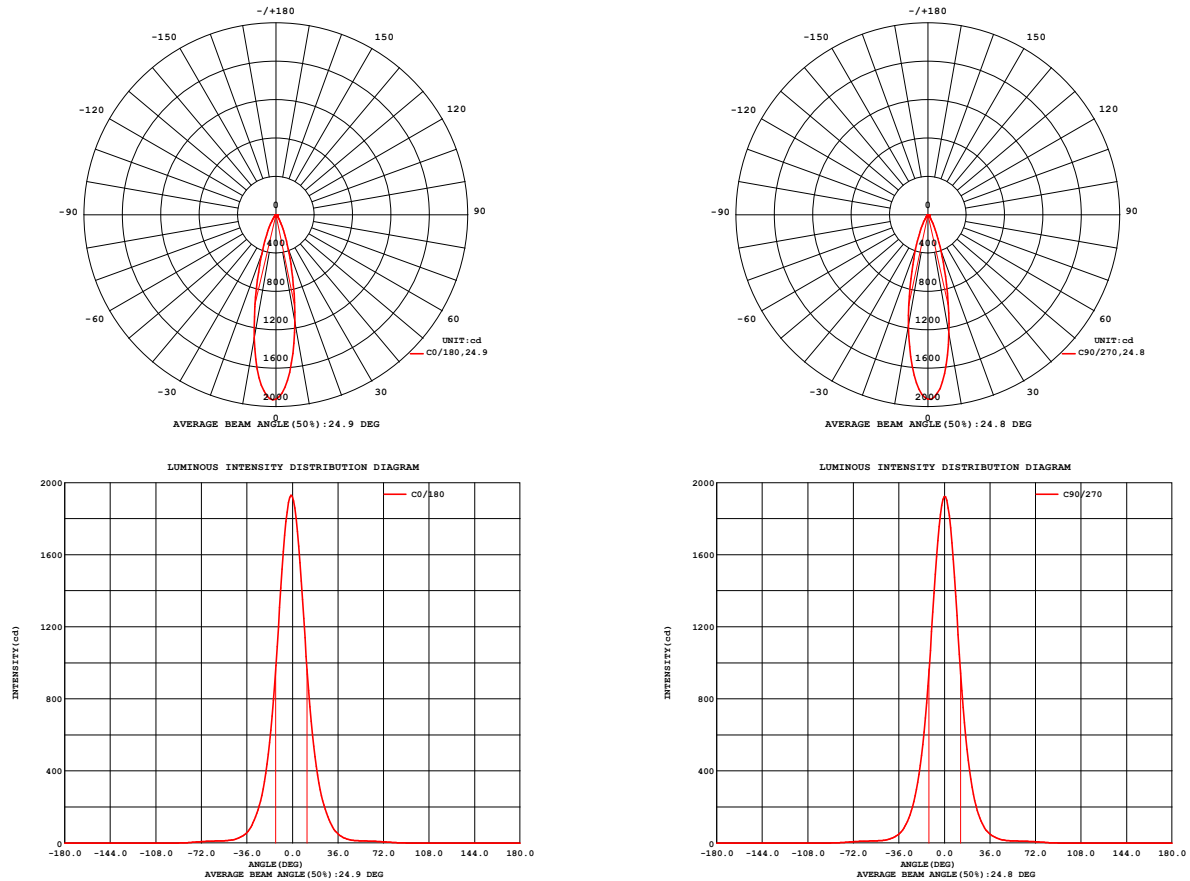 -/+180
-150
150
-120
120
-90
90
-60
60
-30
30
0
0
400
800
1200
1600
2000
UNIT:cd
C0/180,24.9
AVERAGE BEAM ANGLE(50%):24.9 DEG
-/+180
-150
150
-120
120
-90
90
-60
60
-30
30
0
0
400
800
1200
1600
2000
UNIT:cd
C90/270,24.8
AVERAGE BEAM ANGLE(50%):24.8 DEG
LUMINOUS INTENSITY DISTRIBUTION DIAGRAM
C0/180
2000
1600
1200
800
400
0
INTENSITY(cd)
-180.0 -144.0 -108.0 -72.0 -36.0 0.0 36.0 72.0 108.0 144.0 180.0
ANGLE(DEG)
AVERAGE BEAM ANGLE(50%):24.9 DEG
LUMINOUS INTENSITY DISTRIBUTION DIAGRAM
C90/270
2000
1600
1200
800
400
0
INTENSITY(cd)
-180.0 -144.0 -108.0 -72.0 -36.0 0.0 36.0 72.0 108.0 144.0 180.0
ANGLE(DEG)
AVERAGE BEAM ANGLE(50%):24.8 DEG